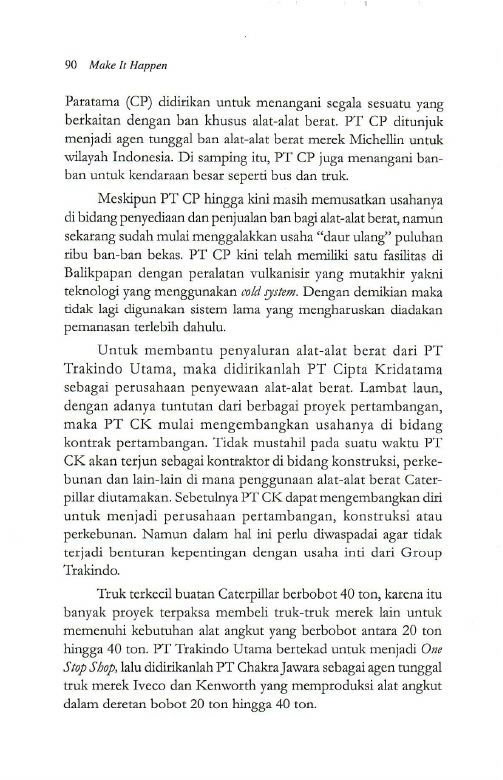 90 Make It Happen
Paratama (CP) didirikan untuk menangani segala sesuatu yang
berkaitan dengan ban khusus alat-alat berat. PT CP ditunjuk
menjadi agen tunggal ban alat-alat berat merek Michellin untuk
wilayah Indonesia. Di samping itu, PT CP juga menangani ban-
ban untuk kendaraan besar seperti bus dan truk.
Meskipun PT CP hingga kini masih memusatkan usahanya
di bidang penyediaan dan penjualan ban bagi alat-alat berat, namun
sekarang sudah mulai menggalakkan usaha “daur ulang” puluhan
ribu ban-ban bekas. PT CP kini telah memiliki satu fasilitas di
Balikpapan dengan peralatan vulkanisir yang mutakhir yakni
teknologi yang menggunakan cold system. Dengan demikian maka
tidak lagi digunakan sistem lama yang mengharuskan diadakan
pemanasan terlebih dahulu.
Untuk membantu penyaluran alat-alat berat dari PT
Trakindo Utama, maka didirikanlah PT Cipta Kridatama
sebagai perusahaan penyewaan alat-alat berat. Lambat laun,
dengan adanya tuntutan dari berbagai proyek pertambangan,
maka PT CK mulai mengembangkan usahanya di bidang
kontrak pertambangan. Tidak mustahil pada suatu waktu PT
CK akan terjun sebagai kontraktor di bidang konstruksi, perke-
bunan dan lain-lain di mana penggunaan alat-alat berat Cater-
pillar diutamakan. Sebetulnya PT CK dapat mengembangkan diri
untuk menjadi perusahaan pertambangan, konstruksi atau
perkebunan. Namun dalam hal ini perlu diwaspadai agar tidak
terjadi benturan kepentingan dengan usaha inti dari Group
Trakindo.
Truk terkecil buatan Caterpillar berbobot 40 ton, karena itu
banyak proyek terpaksa membeli truk-truk merek lain untuk
memenuhi kebutuhan alat angkut yang berbobot antara 20 ton
hingga 40 ton. PT Trakindo Utama bertekad untuk menjadi One
Stop Shop, lalu didirikanlah PT Chakra Jawara sebagai agen tunggal
truk merek Iveco dan Kenworth yang memproduksi alat angkut
dalam deretan bobot 20 ton hingga 40 ton.